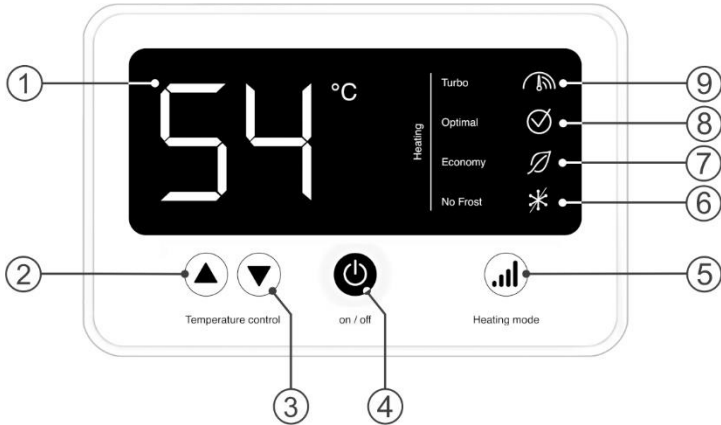 54 °C
Heating
Turbo
Optimal
Economy
No Frost
1
9
8
7
6
2
5
Temperature control
on / off
Heating mode
3
4